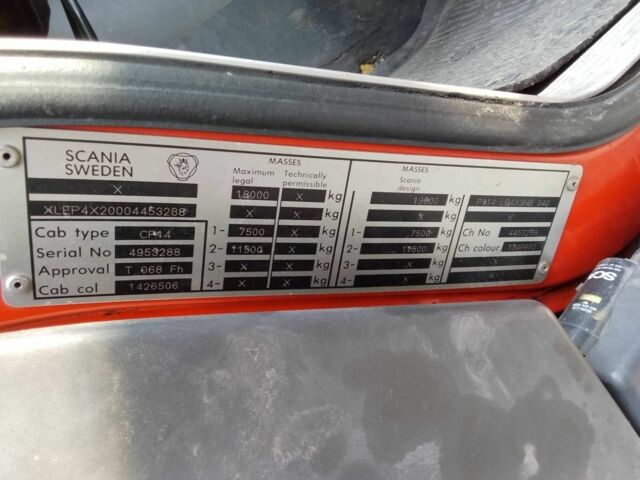 SCANIA
SWEDEN
X
XLEP4X20004453288
Cab type CP14
Serial No 4953288
Approval T 068 Fh
Cab col 1426506
MASSES
Maximum legal
Technically permissible
18000 X kg
1- 7500 X kg
2- 11500 X kg
3- X X kg
4- X X kg
MASSES
Scania design
19000 kg
1- 7500 kg
2- 11500 kg
3- X kg
4- X kg
340
X
Ch No 4453288
Ch colour
X
X